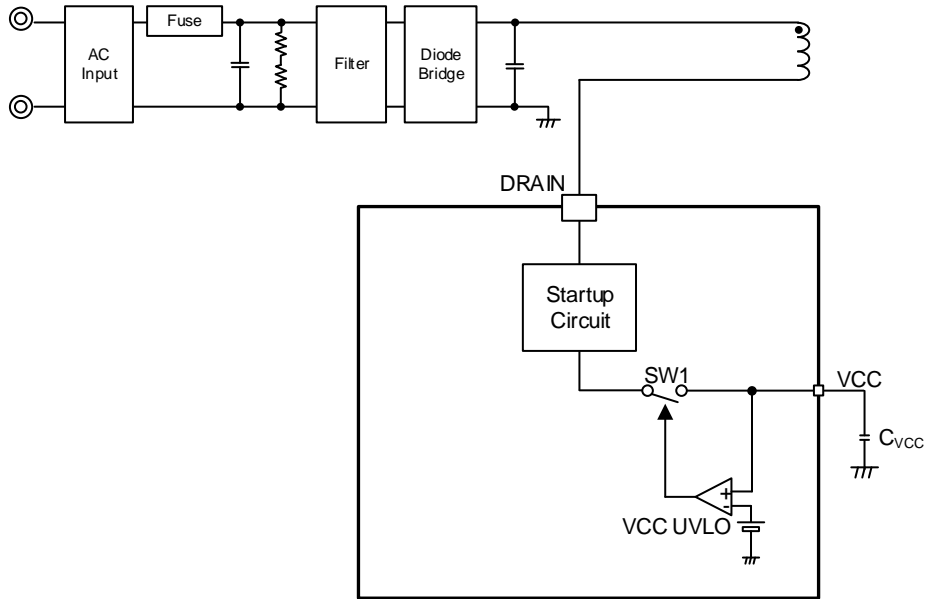 Fuse
AC
Input
Filter
Diode
Bridge
DRAIN
Startup
Circuit
SW1
VCC
CVCC
+
-
VCC UVLO